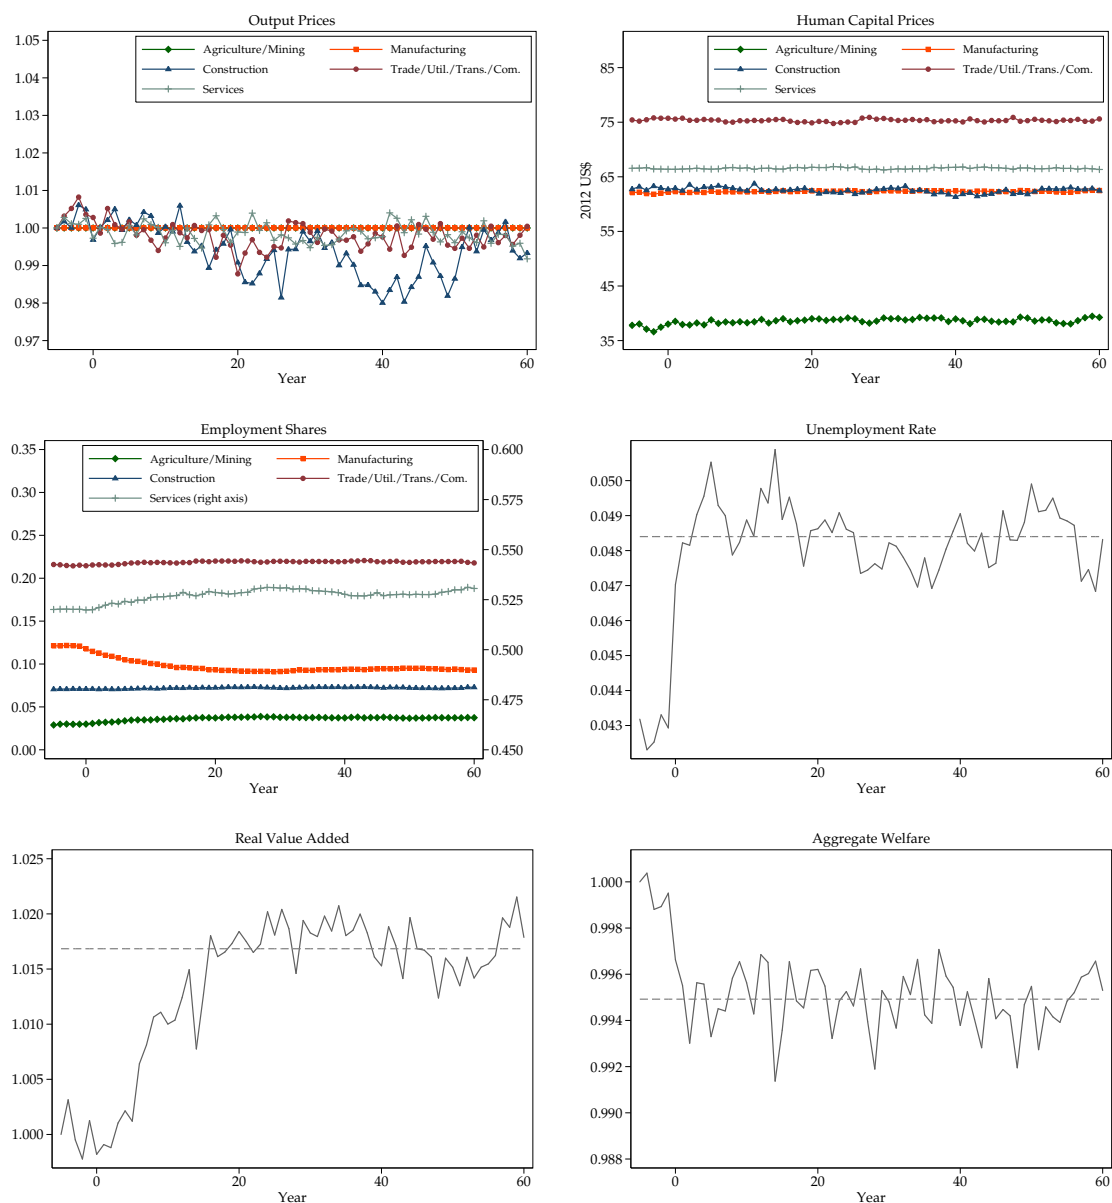 Output Prices
1.05
1.04
1.03
1.02
1.01
1.00
0.99
0.98
0.97
Agriculture/Mining
Manufacturing
Construction
Trade/Util./Trans./Com.
Services
0
20
40
60
Year
Human Capital Prices
2012 US$
85
75
65
55
45
35
Agriculture/Mining
Manufacturing
Construction
Trade/Util./Trans./Com.
Services
0
20
40
60
Year
Employment Shares
0.35
0.30
0.25
0.20
0.15
0.10
0.05
0.00
Agriculture/Mining
Manufacturing
Construction
Trade/Util./Trans./Com.
Services (right axis)
0.600
0.575
0.550
0.525
0.500
0.475
0.450
0
20
40
60
Year
Unemployment Rate
0.050
0.049
0.048
0.047
0.046
0.045
0.044
0.043
0
20
40
60
Year
Real Value Added
1.025
1.020
1.015
1.010
1.005
1.000
0
20
40
60
Year
Aggregate Welfare
1.000
0.998
0.996
0.994
0.992
0.990
0.988
0
20
40
60
Year